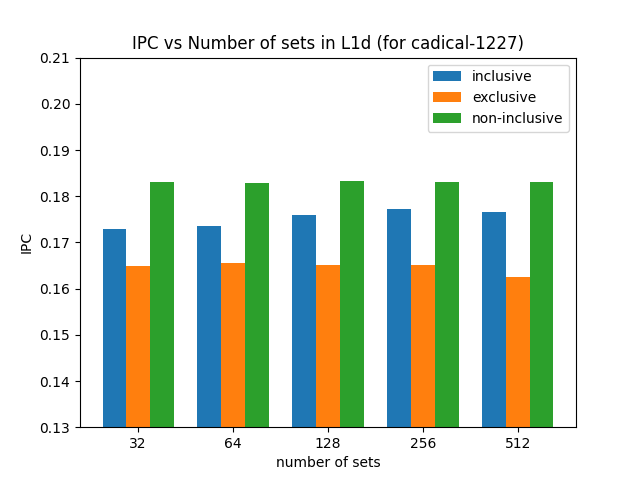 IPC vs Number of sets in L1d (for cadical-1227)
inclusive
exclusive
non-inclusive
0.21
0.20
0.19
0.18
0.17
0.16
0.15
0.14
0.13
IPC
32 64 128 256 512
number of sets